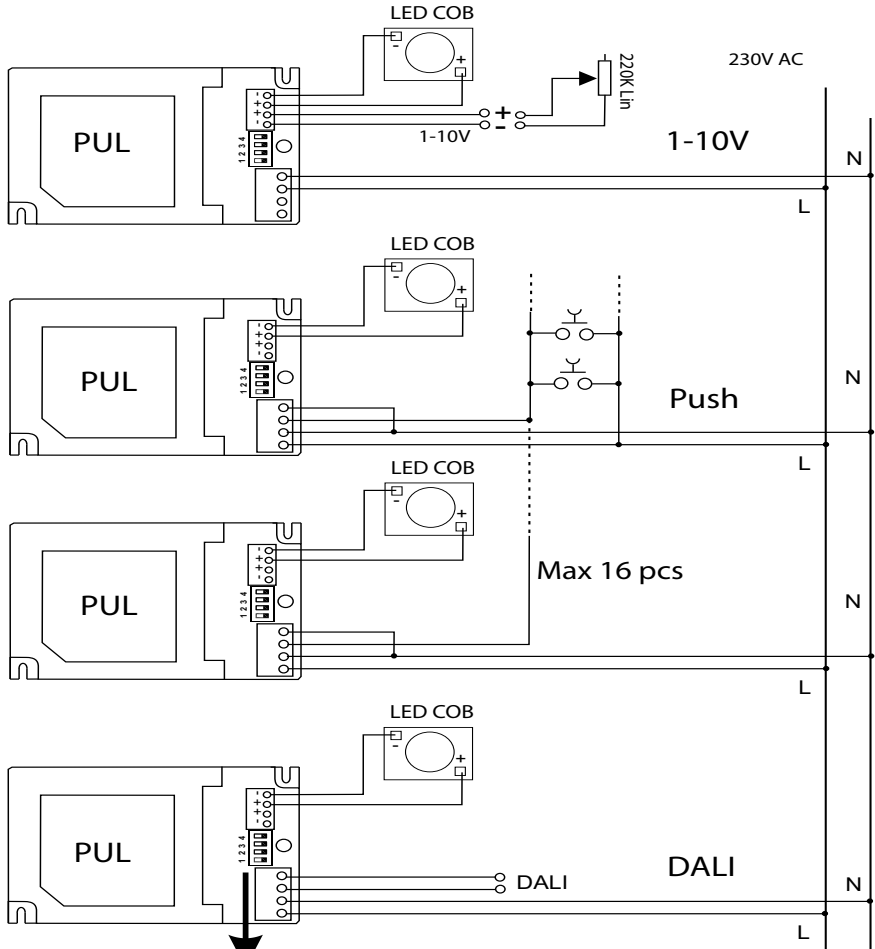 LED COB
-
+
220K Lin
230V AC
PUL
-
+
+
-
1 2 3 4
+
-
1-10V
1-10V
N
L
LED COB
-
+
PUL
-
+
+
-
1 2 3 4
Push
N
L
LED COB
-
+
PUL
-
+
+
-
1 2 3 4
Max 16 pcs
N
L
LED COB
-
+
PUL
-
+
+
-
1 2 3 4
DALI
DALI
N
L